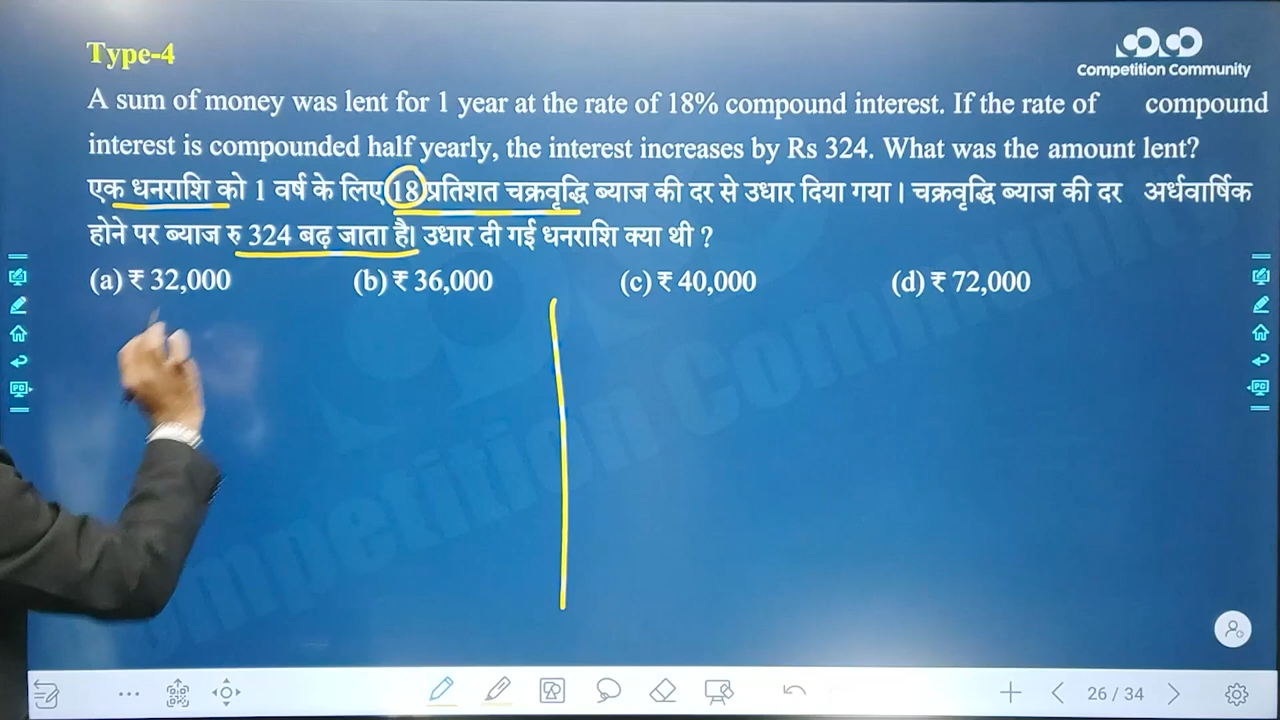 Type-4
Competition Community
A sum of money was lent for 1 year at the rate of 18% compound interest. If the rate of compound
interest is compounded half yearly, the interest increases by Rs 324. What was the amount lent?
एक धनराशि को 1 वर्ष के लिए 18 प्रतिशत चक्रवृद्धि ब्याज की दर से उधार दिया गया। चक्रवृद्धि ब्याज की दर अर्धवार्षिक
होने पर ब्याज रु 324 बढ़ जाता है। उधार दी गई धनराशि क्या थी ?
(a) ₹ 32,000 (b) ₹ 36,000 (c) ₹ 40,000 (d) ₹ 72,000
Competition Community
26 / 34